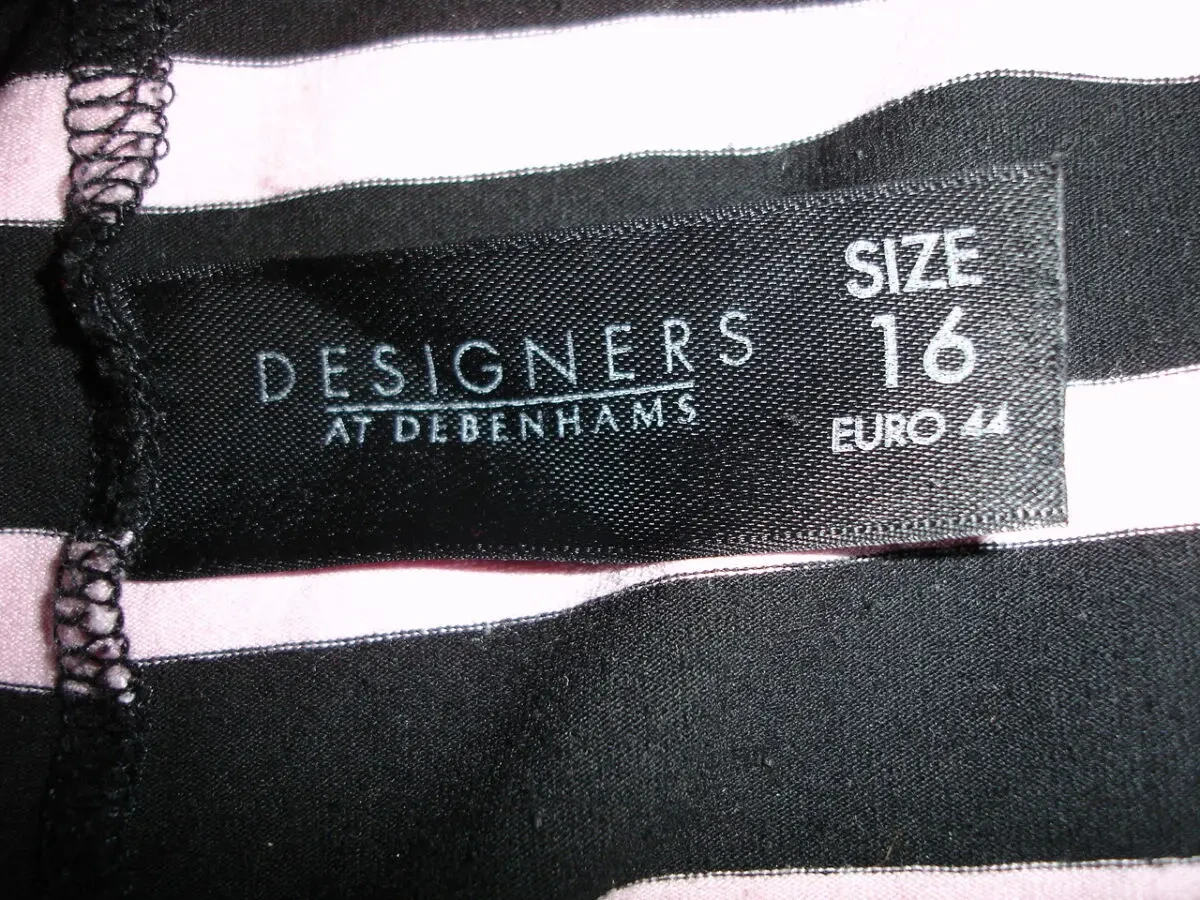 DESIGNERS
AT DEBENHAMS
SIZE
16
EURO 44